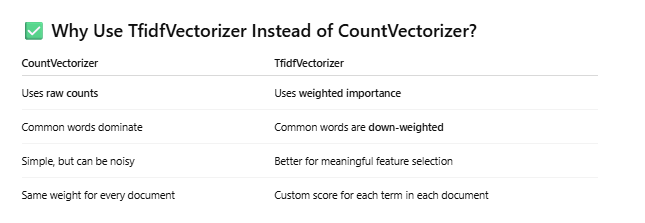 ✅ Why Use TfidfVectorizer Instead of CountVectorizer?
CountVectorizer TfidfVectorizer
Uses raw counts Uses weighted importance
Common words dominate Common words are down-weighted
Simple, but can be noisy Better for meaningful feature selection
Same weight for every document Custom score for each term in each document